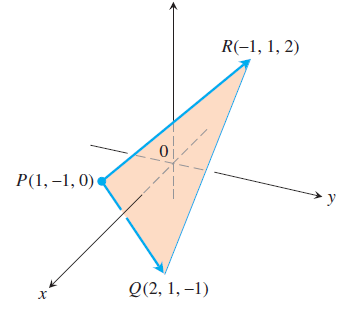 R(−1, 1, 2)
0
P(1, −1, 0)
y
x
Q(2, 1, −1)